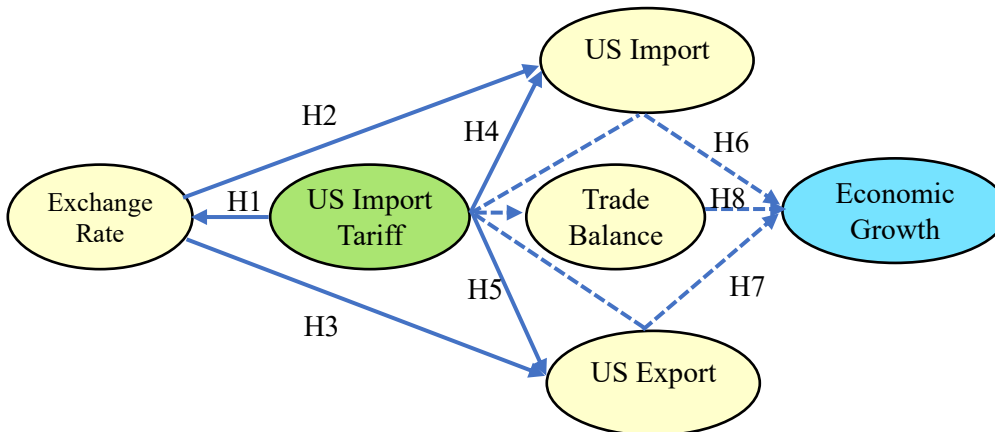 US Import
H2
H4
H6
Exchange
Rate
H1
US Import
Tariff
Trade
Balance
H8
Economic
Growth
H5
H7
H3
US Export